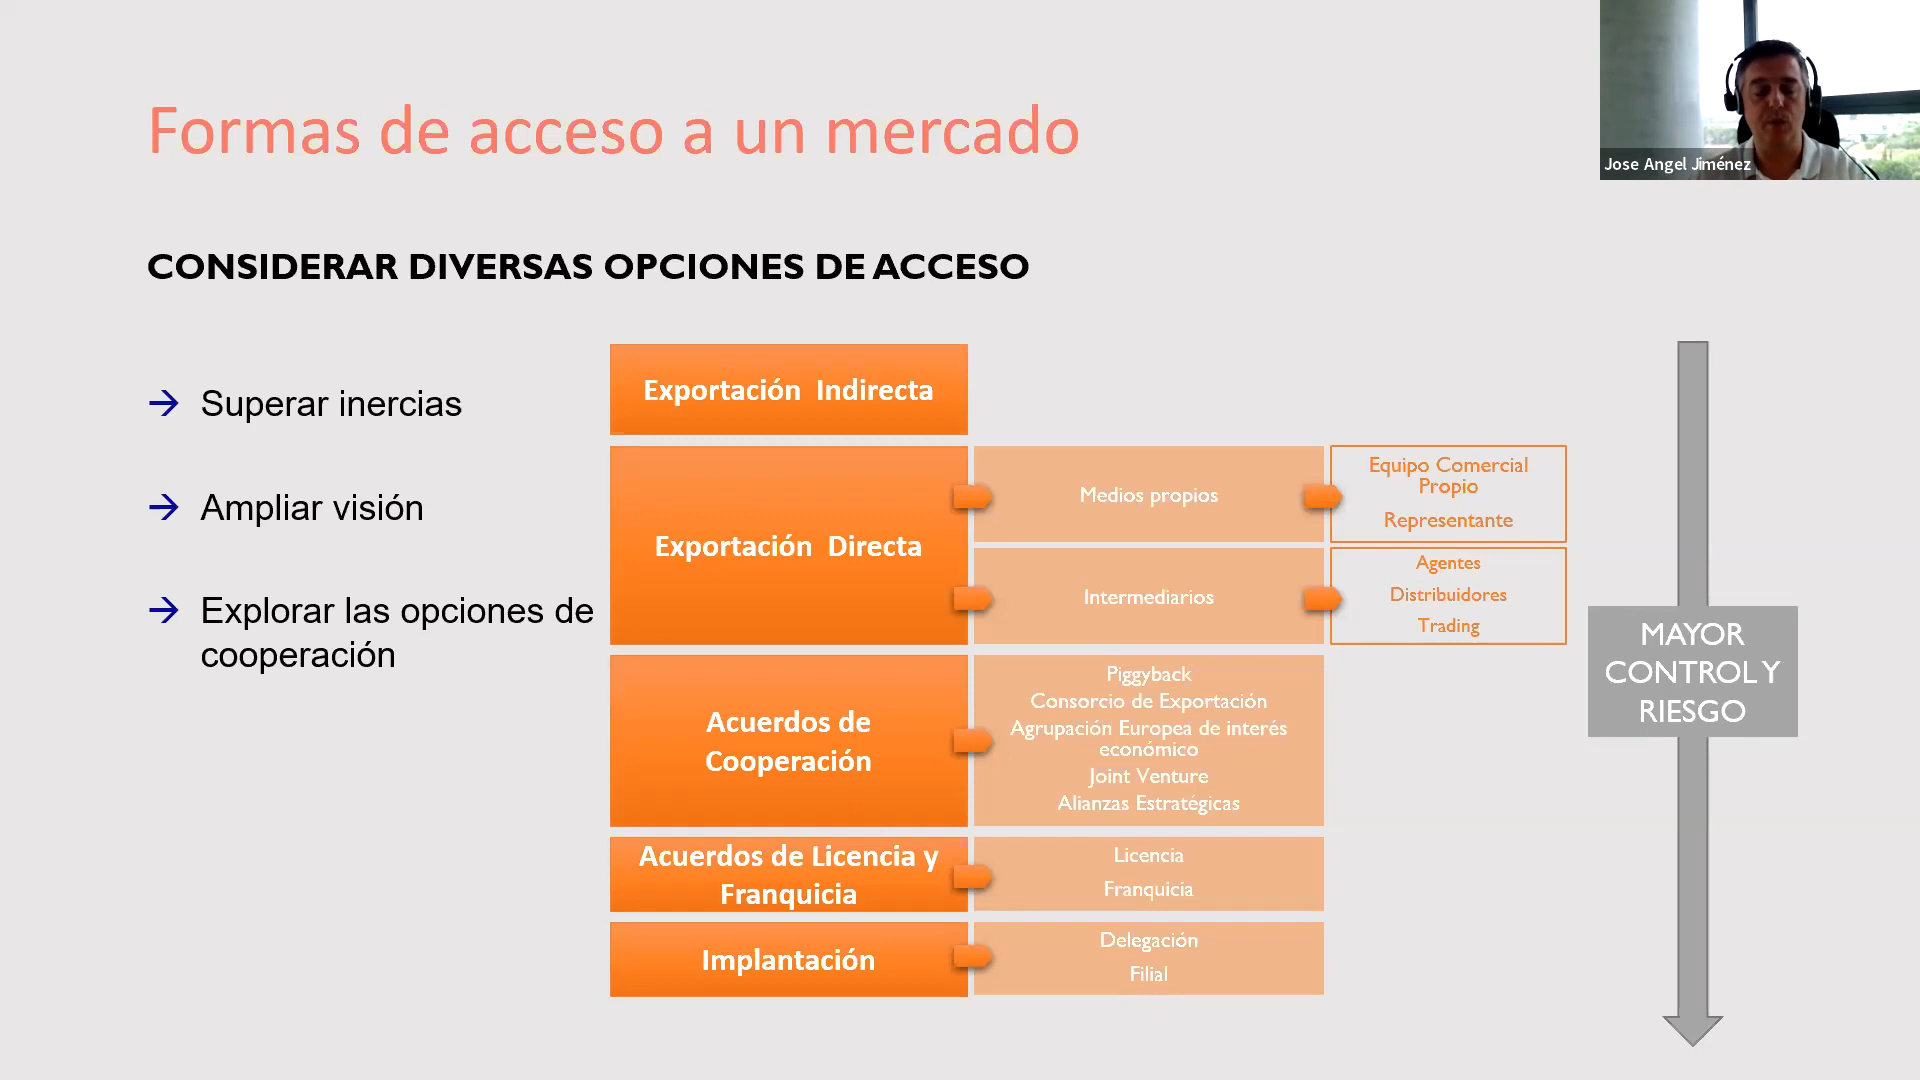 Formas de acceso a un mercado
Jose Angel Jiménez
CONSIDERAR DIVERSAS OPCIONES DE ACCESO
→ Superar inercias
→ Ampliar visión
→ Explorar las opciones de
cooperación
Exportación Indirecta
Exportación Directa
Medios propios
Equipo Comercial
Propio
Representante
Intermediarios
Agentes
Distribuidores
Trading
Acuerdos de
Cooperación
Piggyback
Consorcio de Exportación
Agrupación Europea de interés
económico
Joint Venture
Alianzas Estratégicas
Acuerdos de Licencia y
Franquicia
Licencia
Franquicia
Implantación
Delegación
Filial
MAYOR
CONTROL Y
RIESGO